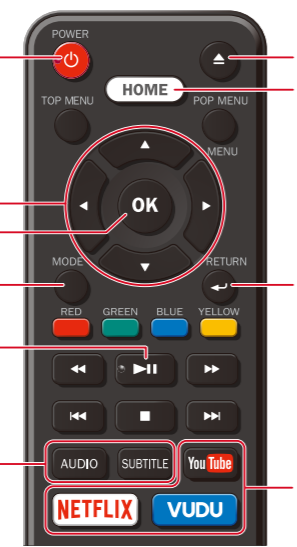 POWER
HOME
TOP MENU
POP MENU
MENU
OK
MODE
RETURN
RED GREEN BLUE YELLOW
AUDIO SUBTITLE YouTube
NETFLIX VUDU